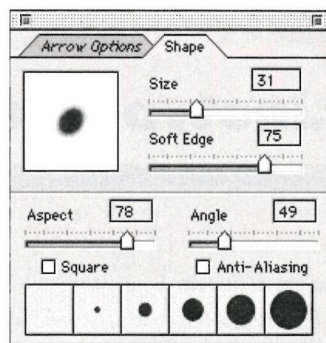 Arrow Options Shape
Size 31
Soft Edge 75
Aspect 78 Angle 49
Square Anti-Aliasing